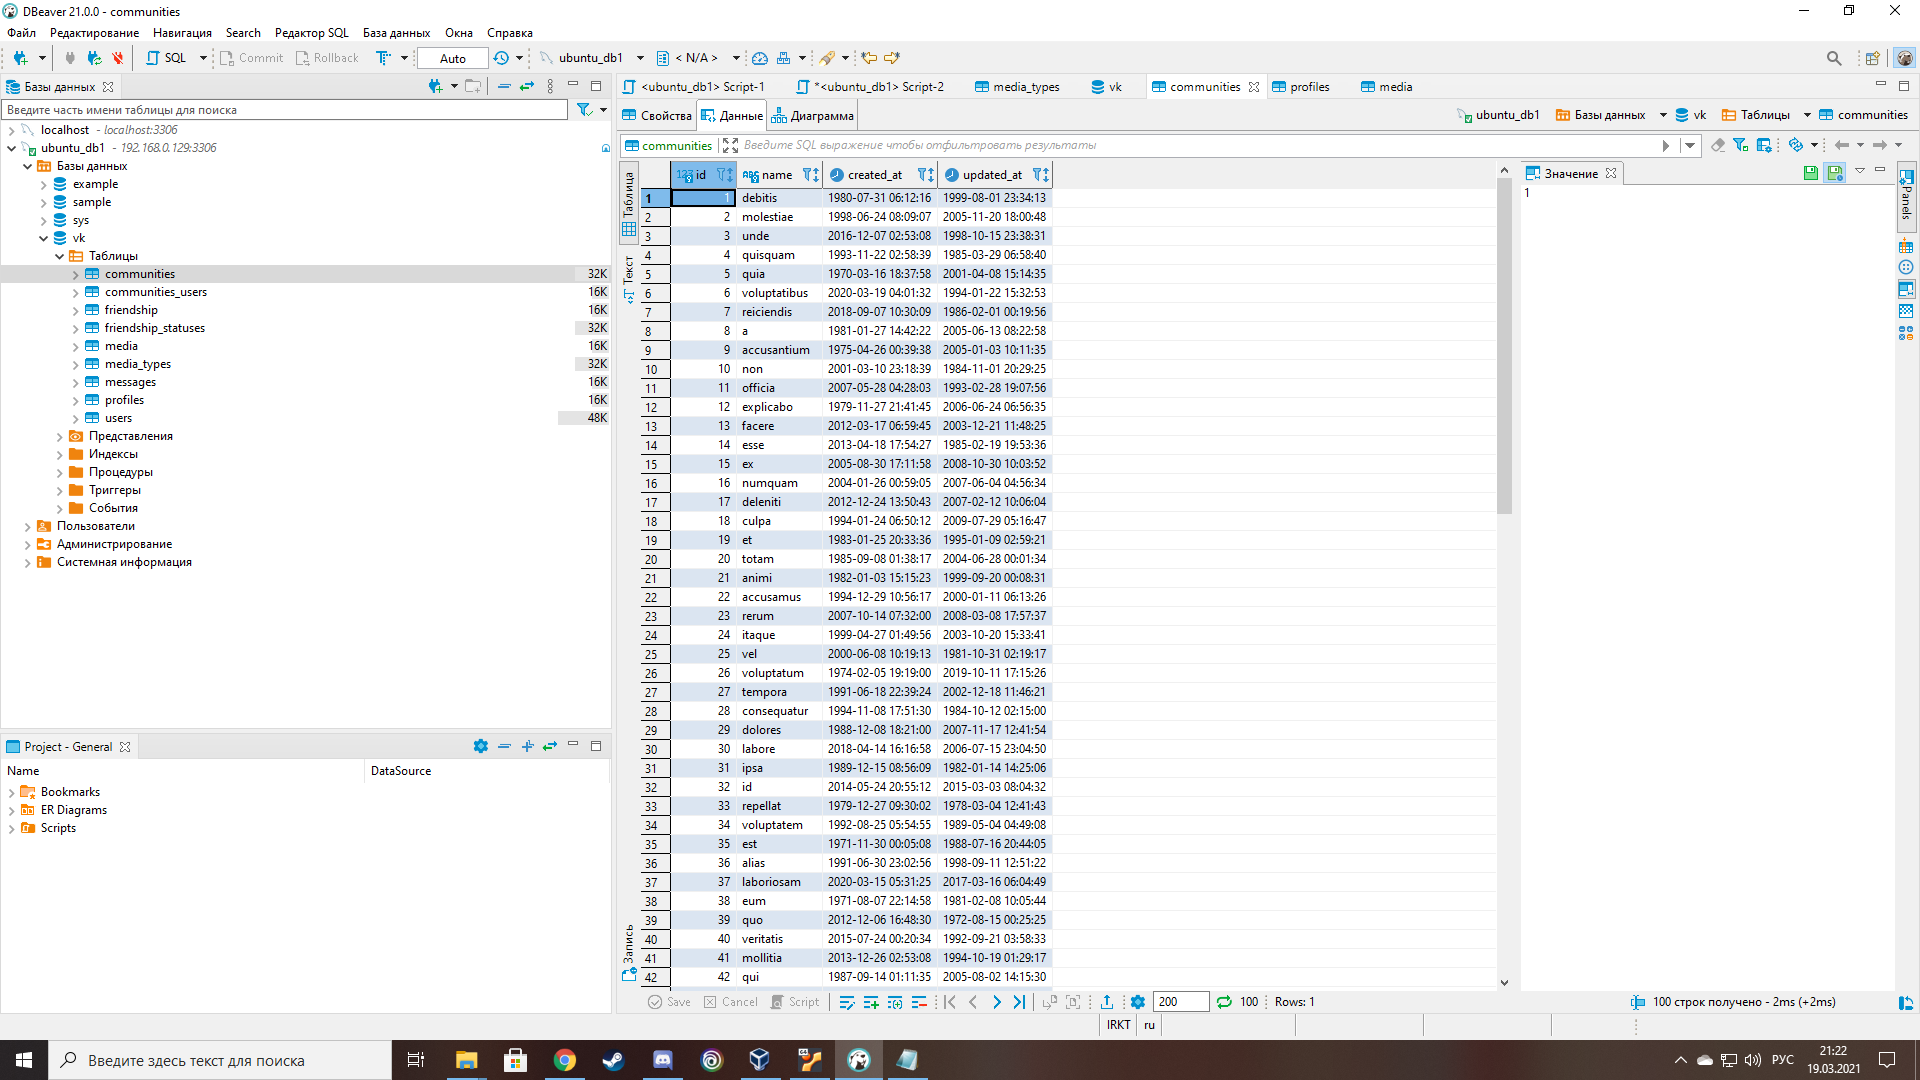 DBeaver 21.0.0 - communities
Файл Редактирование Навигация Search Редактор SQL База данных Окна Справка
SQL Commit Rollback Auto ubuntu_db1 < N/A >
Базы данных
Введите часть имени таблицы для поиска
localhost - localhost:3306
ubuntu_db1 - 192.168.0.129:3306
Базы данных
example
sample
sys
vk
Таблицы
communities 32K
communities_users 16K
friendship 16K
friendship_statuses 32K
media 16K
media_types 32K
messages 16K
profiles 16K
users 48K
Представления
Индексы
Процедуры
Триггеры
События
Пользователи
Администрирование
Системная информация
Project - General
Name DataSource
Bookmarks
ER Diagrams
Scripts
<ubuntu_db1> Script-1 *<ubuntu_db1> Script-2 media_types vk communities profiles media
Свойства Данные Диаграмма ubuntu_db1 Базы данных vk Таблицы communities
communities Введите SQL выражение чтобы отфильтровать результаты
Таблица
Текст
Запись
123 id ABC name created_at updated_at
1 1 debitis 1980-07-31 06:12:16 1999-08-01 23:34:13
2 2 molestiae 1998-06-24 08:09:07 2005-11-20 18:00:48
3 3 unde 2016-12-07 02:53:08 1998-10-15 23:38:31
4 4 quisquam 1993-11-22 02:58:39 1985-03-29 06:58:40
5 5 quia 1970-03-16 18:37:58 2001-04-08 15:14:35
6 6 voluptatibus 2020-03-19 04:01:32 1994-01-22 15:32:53
7 7 reiciendis 2018-09-07 10:30:09 1986-02-01 00:19:56
8 8 a 1981-01-27 14:42:22 2005-06-13 08:22:58
9 9 accusantium 1975-04-26 00:39:38 2005-01-03 10:11:35
10 10 non 2001-03-10 23:18:39 1984-11-01 20:29:25
11 11 officia 2007-05-28 04:28:03 1993-02-28 19:07:56
12 12 explicabo 1979-11-27 21:41:45 2006-06-24 06:56:35
13 13 facere 2012-03-17 06:59:45 2003-12-21 11:48:25
14 14 esse 2013-04-18 17:54:27 1985-02-19 19:53:36
15 15 ex 2005-08-30 17:11:58 2008-10-30 10:03:52
16 16 numquam 2004-01-26 00:59:05 2007-06-04 04:56:34
17 17 deleniti 2012-12-24 13:50:43 2007-02-12 10:06:04
18 18 culpa 1994-01-24 06:50:12 2009-07-29 05:16:47
19 19 et 1983-01-25 20:33:36 1995-01-09 02:59:21
20 20 totam 1985-09-08 01:38:17 2004-06-28 00:01:34
21 21 animi 1982-01-03 15:15:23 1999-09-20 00:08:31
22 22 accusamus 1994-12-29 10:56:17 2000-01-11 06:13:26
23 23 rerum 2007-10-14 07:32:00 2008-03-08 17:57:37
24 24 itaque 1999-04-27 01:49:56 2003-10-20 15:33:41
25 25 vel 2000-06-08 10:19:13 1981-10-31 02:19:17
26 26 voluptatum 1974-02-05 19:19:00 2019-10-11 17:15:26
27 27 tempora 1991-06-18 22:39:24 2002-12-18 11:46:21
28 28 consequatur 1994-11-08 17:51:30 1984-10-12 02:15:00
29 29 dolores 1988-12-08 18:21:00 2007-11-17 12:41:54
30 30 labore 2018-04-14 16:16:58 2006-07-15 23:04:50
31 31 ipsa 1989-12-15 08:56:09 1982-01-14 14:25:06
32 32 id 2014-05-24 20:55:12 2015-03-03 08:04:32
33 33 repellat 1979-12-27 09:30:02 1978-03-04 12:41:43
34 34 voluptatem 1992-08-25 05:54:55 1989-05-04 04:49:08
35 35 est 1971-11-30 00:05:08 1988-07-16 20:44:05
36 36 alias 1991-06-30 23:02:56 1998-09-11 12:51:22
37 37 laboriosam 2020-03-15 05:31:25 2017-03-16 06:04:49
38 38 eum 1971-08-07 22:14:58 1981-02-08 10:05:44
39 39 quo 2012-12-06 16:48:30 1972-08-15 00:25:25
40 40 veritatis 2015-07-24 00:20:34 1992-09-21 03:58:33
41 41 mollitia 2013-12-26 02:53:08 1994-10-19 01:29:17
42 42 qui 1987-09-14 01:11:35 2005-08-02 14:15:30
Значение
1
Panels
Save Cancel Script 200 100 Rows: 1 100 строк получено - 2ms (+2ms)
IRKT ru
Введите здесь текст для поиска
64
РУС
21:22
19.03.2021